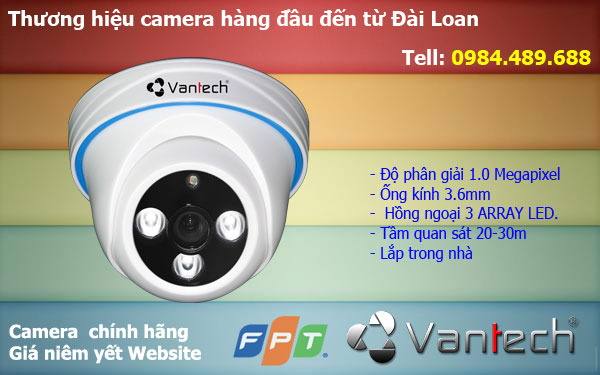 Thương hiệu camera hàng đầu đến từ Đài Loan
Tell: 0984.489.688
Vantech
- Độ phân giải 1.0 Megapixel
- Ống kính 3.6mm
- Hồng ngoại 3 ARRAY LED.
- Tầm quan sát 20-30m
- Lắp trong nhà
Camera chính hãng
Giá niêm yết Website
FPT®
Vantech®